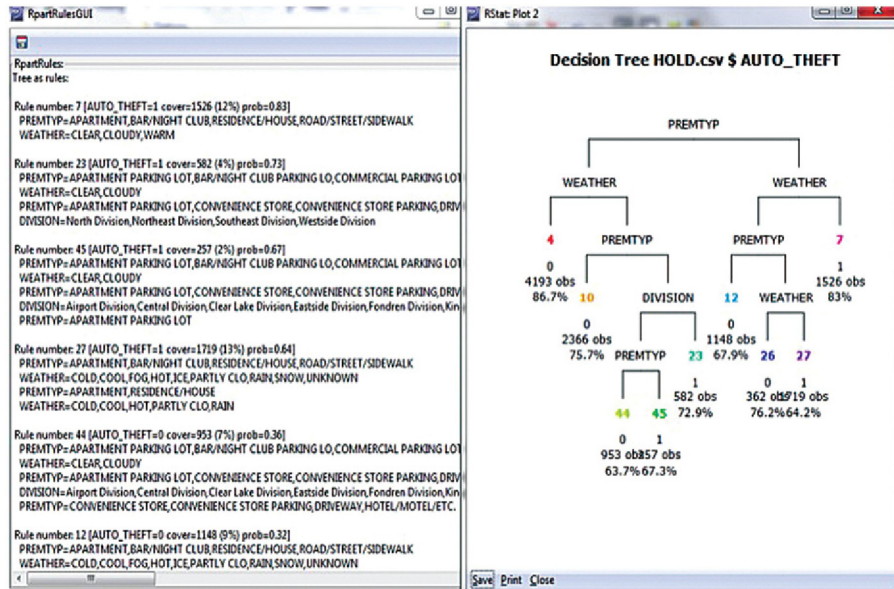 RpartRulesGUI
RpartRules:
Tree as rules:
Rule number: 7 [AUTO_THEFT=1 cover=1526 (12%) prob=0.83]
PREMTYP=APARTMENT,BAR/NIGHT CLUB,RESIDENCE/HOUSE,ROAD/STREET/SIDEWALK
WEATHER=CLEAR,CLOUDY,WARM
Rule number: 23 [AUTO_THEFT=1 cover=582 (4%) prob=0.73]
PREMTYP=APARTMENT PARKING LOT,BAR/NIGHT CLUB PARKING LO,COMMERCIAL PARKING LOT
WEATHER=CLEAR,CLOUDY
PREMTYP=APARTMENT PARKING LOT,CONVENIENCE STORE,CONVENIENCE STORE PARKING,DRIVE
DIVISION=North Division,Northeast Division,Southeast Division,Westside Division
Rule number: 45 [AUTO_THEFT=1 cover=257 (2%) prob=0.67]
PREMTYP=APARTMENT PARKING LOT,BAR/NIGHT CLUB PARKING LO,COMMERCIAL PARKING LOT
WEATHER=CLEAR,CLOUDY
PREMTYP=APARTMENT PARKING LOT,CONVENIENCE STORE,CONVENIENCE STORE PARKING,DRIVE
DIVISION=Airport Division,Central Division,Clear Lake Division,Eastside Division,Fondren Division,Kin
PREMTYP=APARTMENT PARKING LOT
Rule number: 27 [AUTO_THEFT=1 cover=1719 (13%) prob=0.64]
PREMTYP=APARTMENT,BAR/NIGHT CLUB,RESIDENCE/HOUSE,ROAD/STREET/SIDEWALK
WEATHER=COLD,COOL,FOG,HOT,ICE,PARTLY CLO,RAIN,SNOW,UNKNOWN
PREMTYP=APARTMENT,RESIDENCE/HOUSE
WEATHER=COLD,COOL,HOT,PARTLY CLO,RAIN
Rule number: 44 [AUTO_THEFT=0 cover=953 (7%) prob=0.36]
PREMTYP=APARTMENT PARKING LOT,BAR/NIGHT CLUB PARKING LO,COMMERCIAL PARKING LOT
WEATHER=CLEAR,CLOUDY
PREMTYP=APARTMENT PARKING LOT,CONVENIENCE STORE,CONVENIENCE STORE PARKING,DRIVE
DIVISION=Airport Division,Central Division,Clear Lake Division,Eastside Division,Fondren Division,Kin
PREMTYP=CONVENIENCE STORE,CONVENIENCE STORE PARKING,DRIVEWAY,HOTEL/MOTEL/ETC.
Rule number: 12 [AUTO_THEFT=0 cover=1148 (9%) prob=0.32]
PREMTYP=APARTMENT,BAR/NIGHT CLUB,RESIDENCE/HOUSE,ROAD/STREET/SIDEWALK
WEATHER=COLD,COOL,FOG,HOT,ICE,PARTLY CLO,RAIN,SNOW,UNKNOWN
RStat: Plot 2
Decision Tree HOLD.csv $ AUTO_THEFT
PREMTYP
WEATHER WEATHER
4 PREMTYP PREMTYP 7
0 1
4193 obs 1526 obs
86.7% 83%
10 DIVISION 12 WEATHER
0 0
2366 obs 1148 obs
75.7% 67.9%
PREMTYP 23 26 27
1 0 1
582 obs 362 obs 1719 obs
72.9% 76.2% 64.2%
44 45
0 1
953 obs 257 obs
63.7% 67.3%
Save Print Close